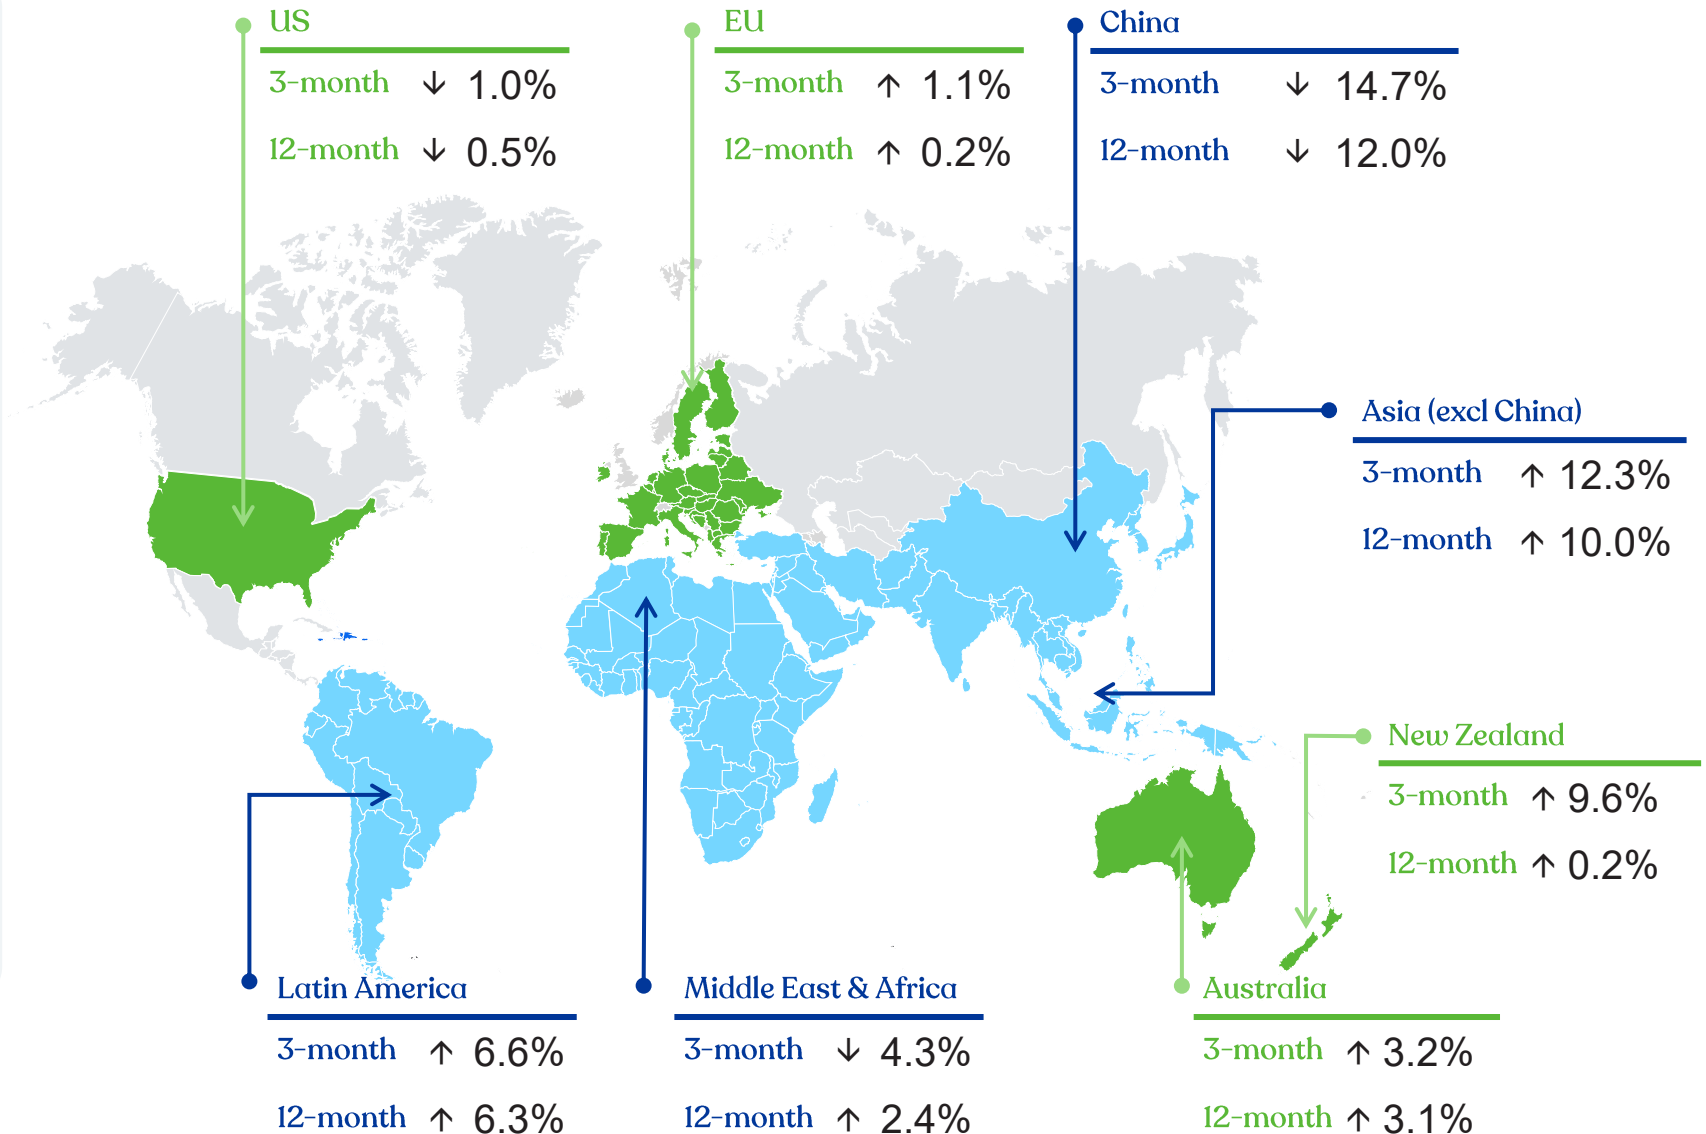 US
3-month ↓ 1.0%
12-month ↓ 0.5%
EU
3-month ↑ 1.1%
12-month ↑ 0.2%
China
3-month ↓ 14.7%
12-month ↓ 12.0%
Asia (excl China)
3-month ↑ 12.3%
12-month ↑ 10.0%
New Zealand
3-month ↑ 9.6%
12-month ↑ 0.2%
Latin America
3-month ↑ 6.6%
12-month ↑ 6.3%
Middle East & Africa
3-month ↓ 4.3%
12-month ↑ 2.4%
Australia
3-month ↑ 3.2%
12-month ↑ 3.1%